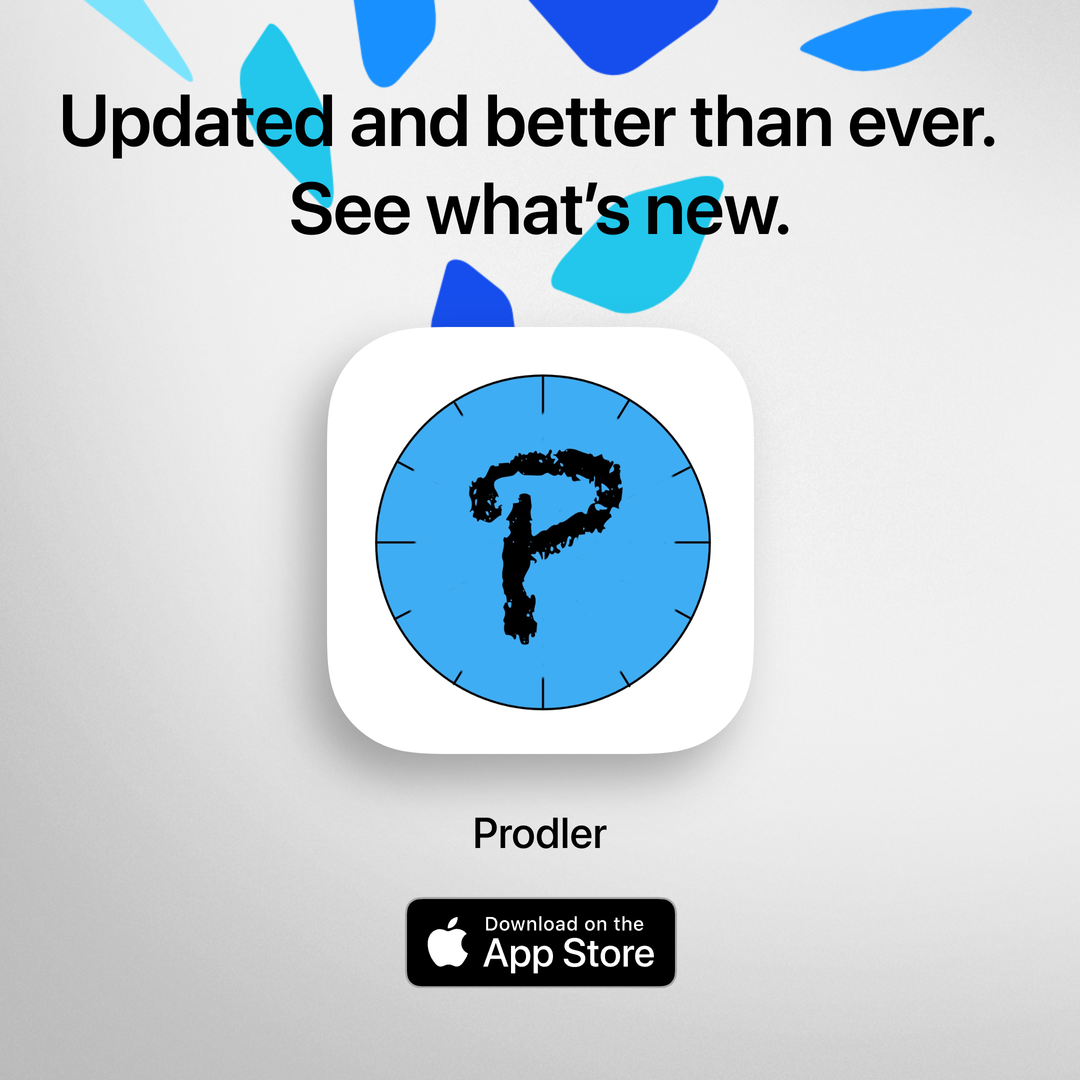 Updated and better than ever.
See what’s new.
P
Prodler
Download on the
App Store